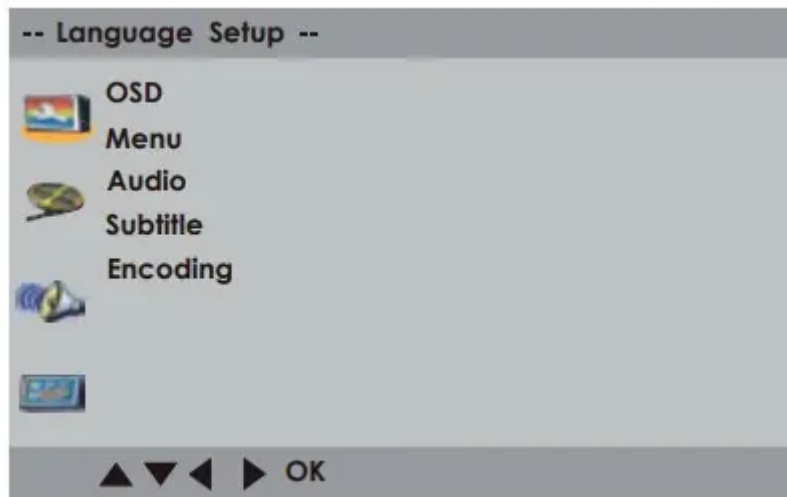 -- Language Setup --
OSD
Menu
Audio
Subtitle
Encoding
▲ ▼ ◀ ▶ OK